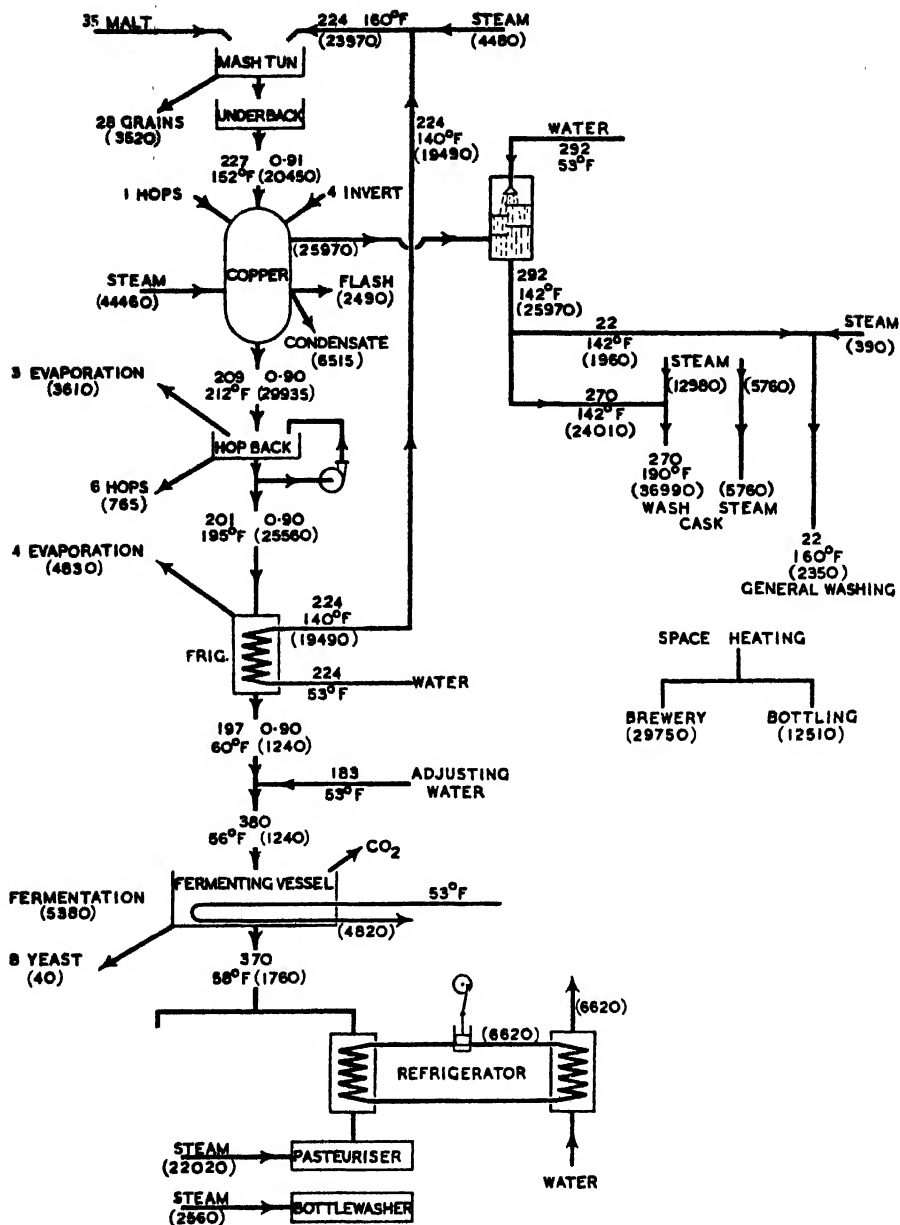 35 MALT
224 160°F
(23970)
STEAM
(4480)
MASH TUN
UNDERBACK
28 GRAINS
(3520)
224
140°F
(19490)
WATER
292
53°F
227 0·91
152°F (20450)
1 HOPS
4 INVERT
(25970)
COPPER
STEAM
(44460)
FLASH
(2490)
CONDENSATE
(6515)
292
142°F
(25970)
22
142°F
(1960)
STEAM
(390)
STEAM
(12980)
(5760)
209 0·90
212°F (29935)
3 EVAPORATION
(3610)
270
142°F
(24010)
HOP BACK
6 HOPS
(765)
270
190°F
(36990)
WASH
(5760)
STEAM
CASK
201 0·90
195°F (25560)
22
160°F
(2350)
GENERAL WASHING
4 EVAPORATION
(4830)
224
140°F
(19490)
FRIG.
224
53°F
WATER
SPACE HEATING
BREWERY
(29750)
BOTTLING
(12510)
197 0·90
60°F (1240)
183
53°F
ADJUSTING
WATER
380
56°F (1240)
CO2
FERMENTING VESSEL
FERMENTATION
(5380)
53°F
(4820)
8 YEAST
(40)
370
58°F (1760)
(6620)
(6620)
REFRIGERATOR
STEAM
(22020)
PASTEURISER
WATER
STEAM
(2560)
BOTTLEWASHER